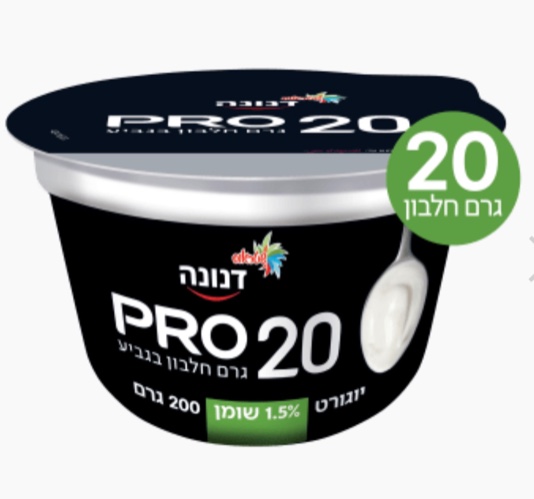 דנונה
PRO 20
גרם חלבון בגביע
20
גרם חלבון
שטראוס
דנונה
PRO 20
גרם חלבון בגביע
יוגורט 1.5% שומן 200 גרם